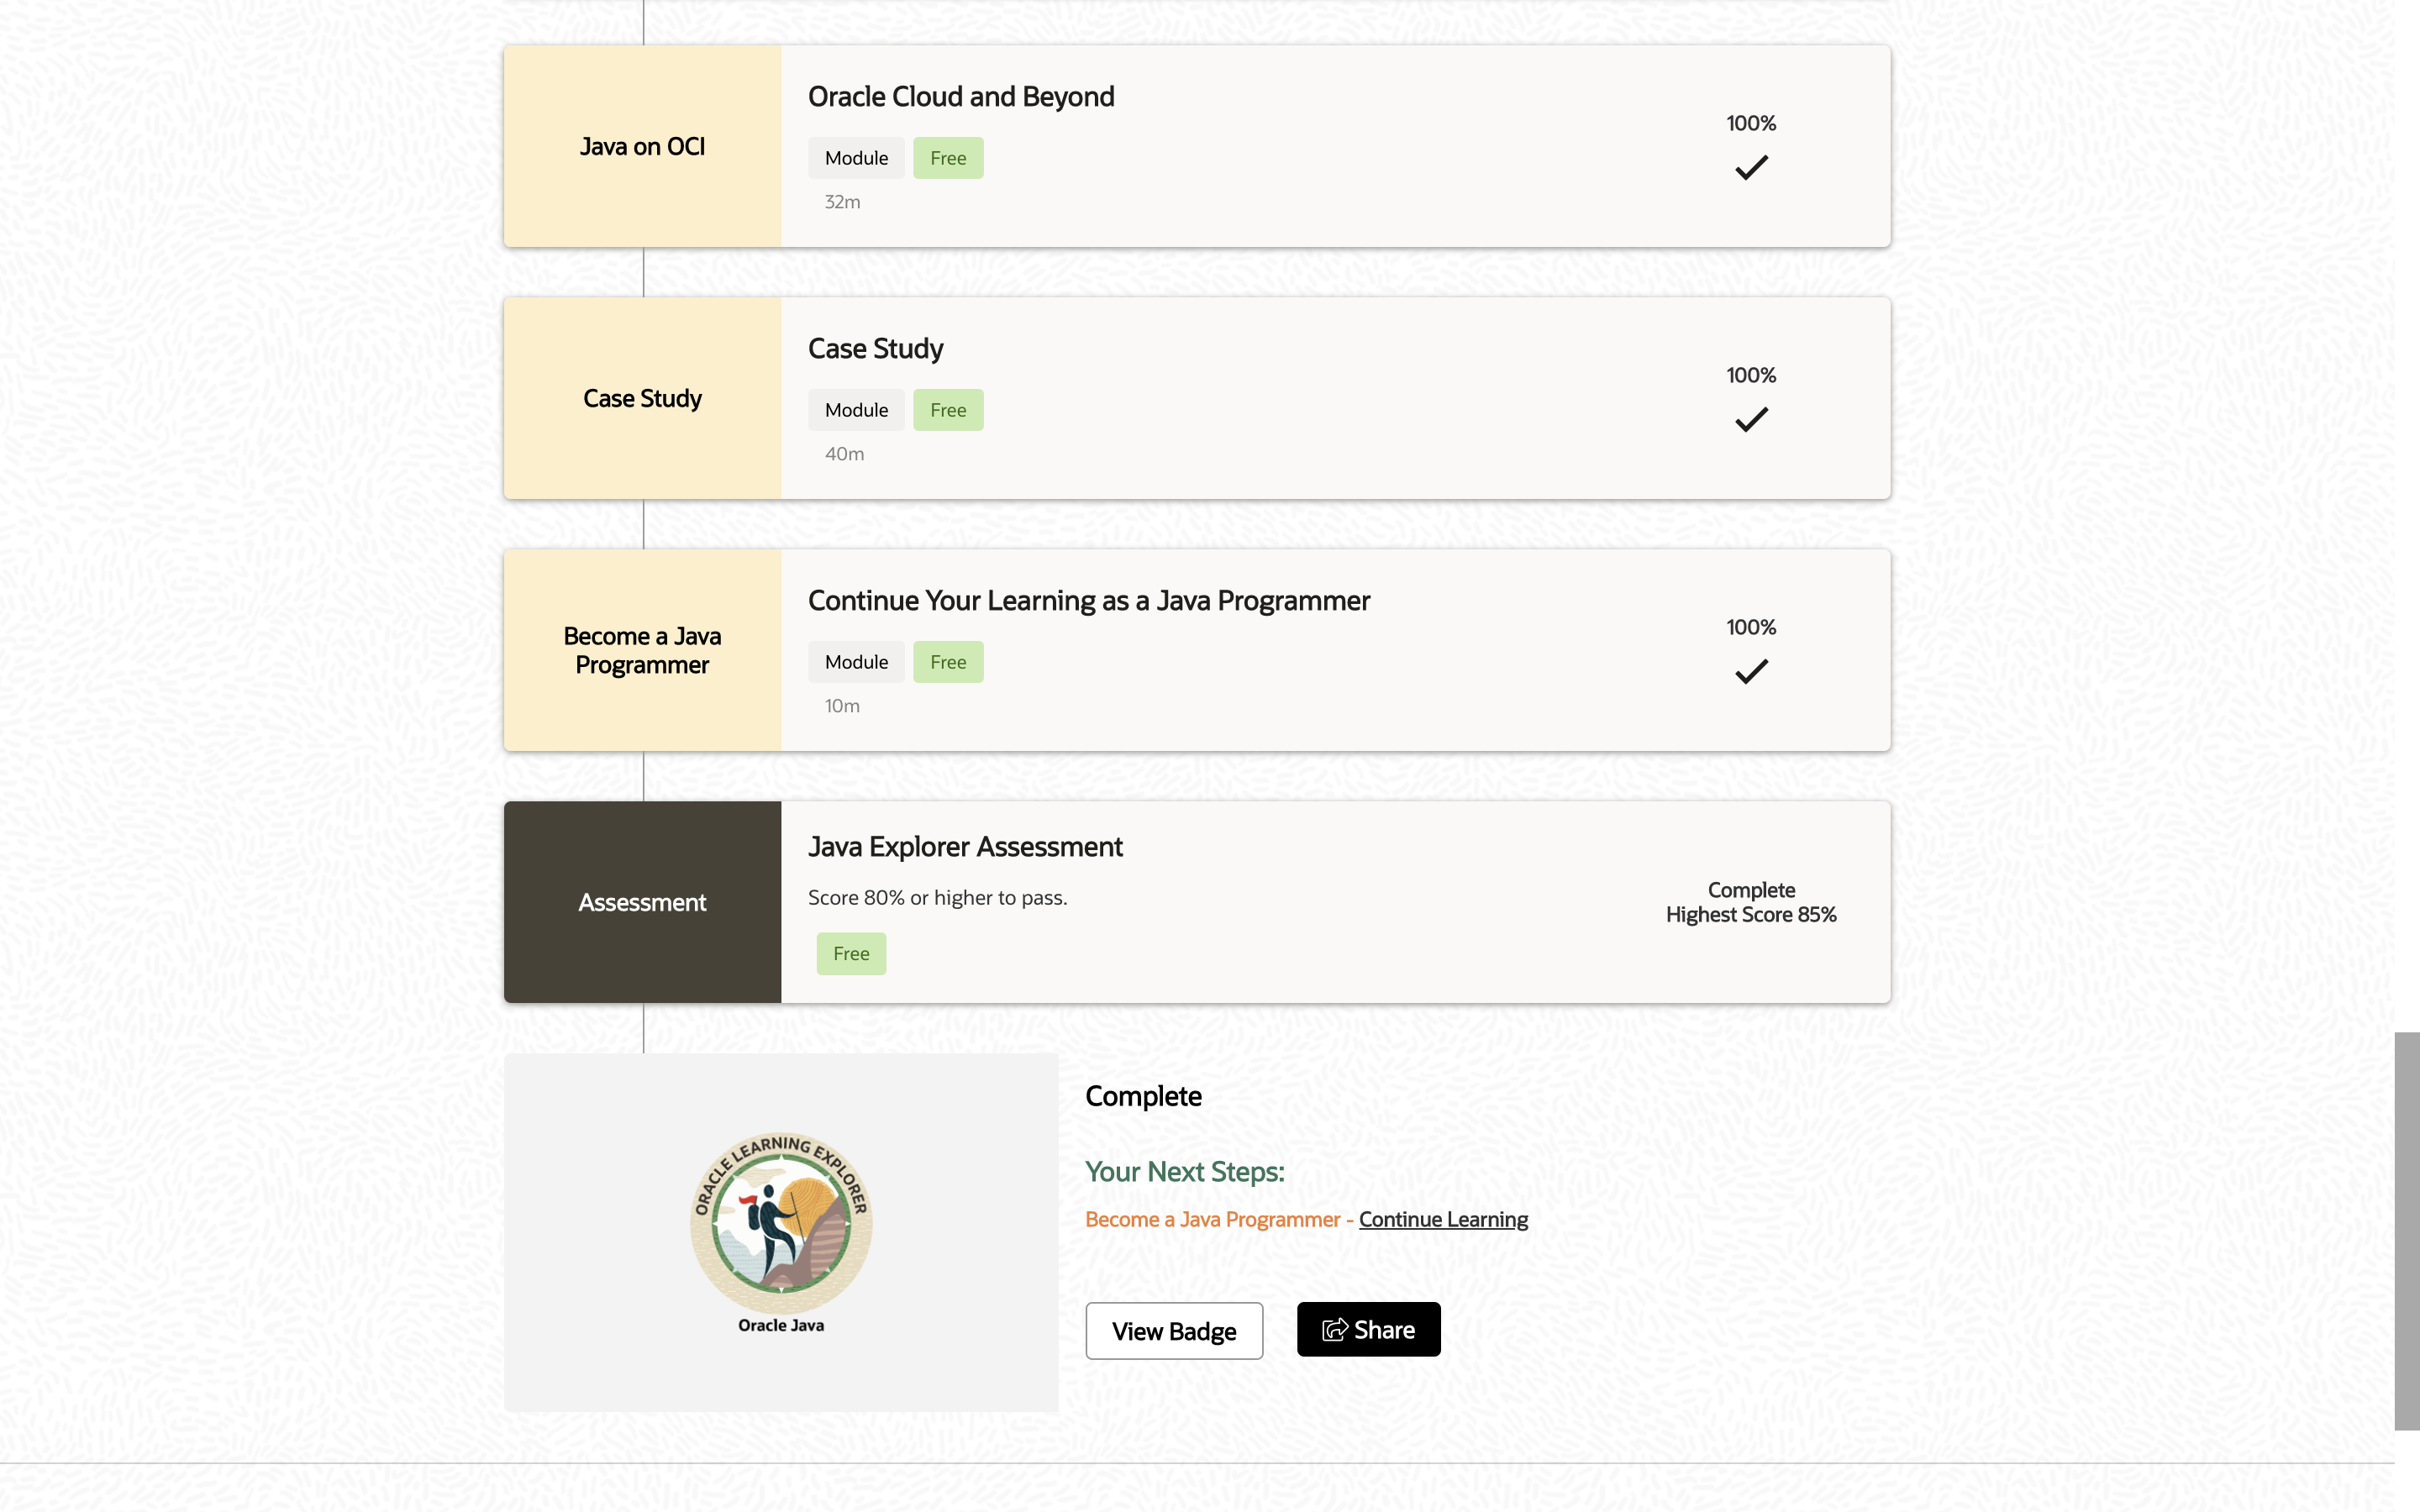 Java on OCI
Oracle Cloud and Beyond
Module
Free
32m
100%
Case Study
Case Study
Module
Free
40m
100%
Become a Java
Programmer
Continue Your Learning as a Java Programmer
Module
Free
10m
100%
Assessment
Java Explorer Assessment
Score 80% or higher to pass.
Free
Complete
Highest Score 85%
ORACLE LEARNING EXPLORER
Oracle Java
Complete
Your Next Steps:
Become a Java Programmer - Continue Learning
View Badge
Share